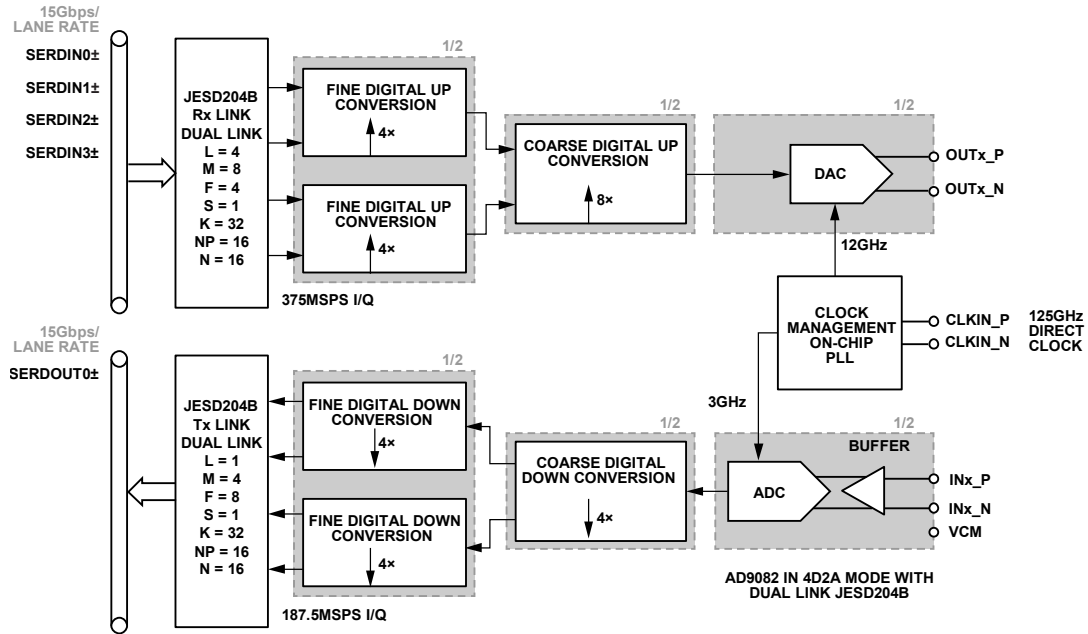 15Gbps/
LANE RATE
SERDIN0±
SERDIN1±
SERDIN2±
SERDIN3±
JESD204B
Rx LINK
DUAL LINK
L = 4
M = 8
F = 4
S = 1
K = 32
NP = 16
N = 16
1/2
FINE DIGITAL UP
CONVERSION
4×
FINE DIGITAL UP
CONVERSION
4×
375MSPS I/Q
1/2
COARSE DIGITAL UP
CONVERSION
8×
1/2
DAC
OUTx_P
OUTx_N
12GHz
CLOCK
MANAGEMENT
ON-CHIP
PLL
CLKIN_P
CLKIN_N
125GHz
DIRECT
CLOCK
3GHz
15Gbps/
LANE RATE
SERDOUT0±
JESD204B
Tx LINK
DUAL LINK
L = 1
M = 4
F = 8
S = 1
K = 32
NP = 16
N = 16
1/2
FINE DIGITAL DOWN
CONVERSION
4×
FINE DIGITAL DOWN
CONVERSION
4×
187.5MSPS I/Q
1/2
COARSE DIGITAL
DOWN CONVERSION
4×
1/2
BUFFER
ADC
INx_P
INx_N
VCM
AD9082 IN 4D2A MODE WITH
DUAL LINK JESD204B